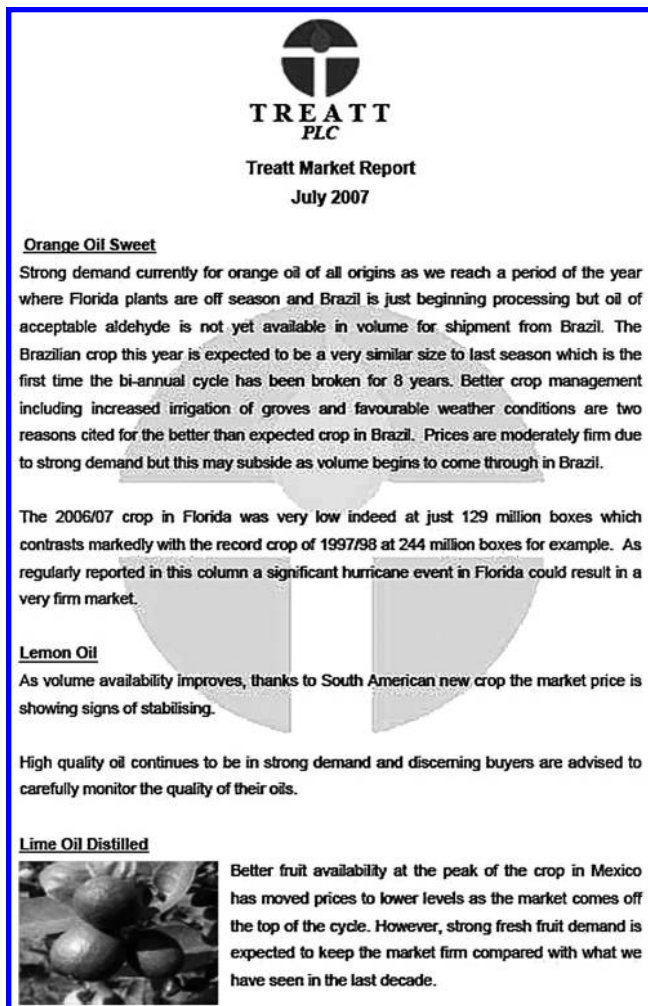 TREATT
PLC
Treatt Market Report
July 2007
Orange Oil Sweet
Strong demand currently for orange oil of all origins as we reach a period of the year
where Florida plants are off season and Brazil is just beginning processing but oil of
acceptable aldehyde is not yet available in volume for shipment from Brazil. The
Brazilian crop this year is expected to be a very similar size to last season which is the
first time the bi-annual cycle has been broken for 8 years. Better crop management
including increased irrigation of groves and favourable weather conditions are two
reasons cited for the better than expected crop in Brazil. Prices are moderately firm due
to strong demand but this may subside as volume begins to come through in Brazil.
The 2006/07 crop in Florida was very low indeed at just 129 million boxes which
contrasts markedly with the record crop of 1997/98 at 244 million boxes for example. As
regularly reported in this column a significant hurricane event in Florida could result in a
very firm market.
Lemon Oil
As volume availability improves, thanks to South American new crop the market price is
showing signs of stabilising.
High quality oil continues to be in strong demand and discerning buyers are advised to
carefully monitor the quality of their oils.
Lime Oil Distilled
Better fruit availability at the peak of the crop in Mexico
has moved prices to lower levels as the market comes off
the top of the cycle. However, strong fresh fruit demand is
expected to keep the market firm compared with what we
have seen in the last decade.